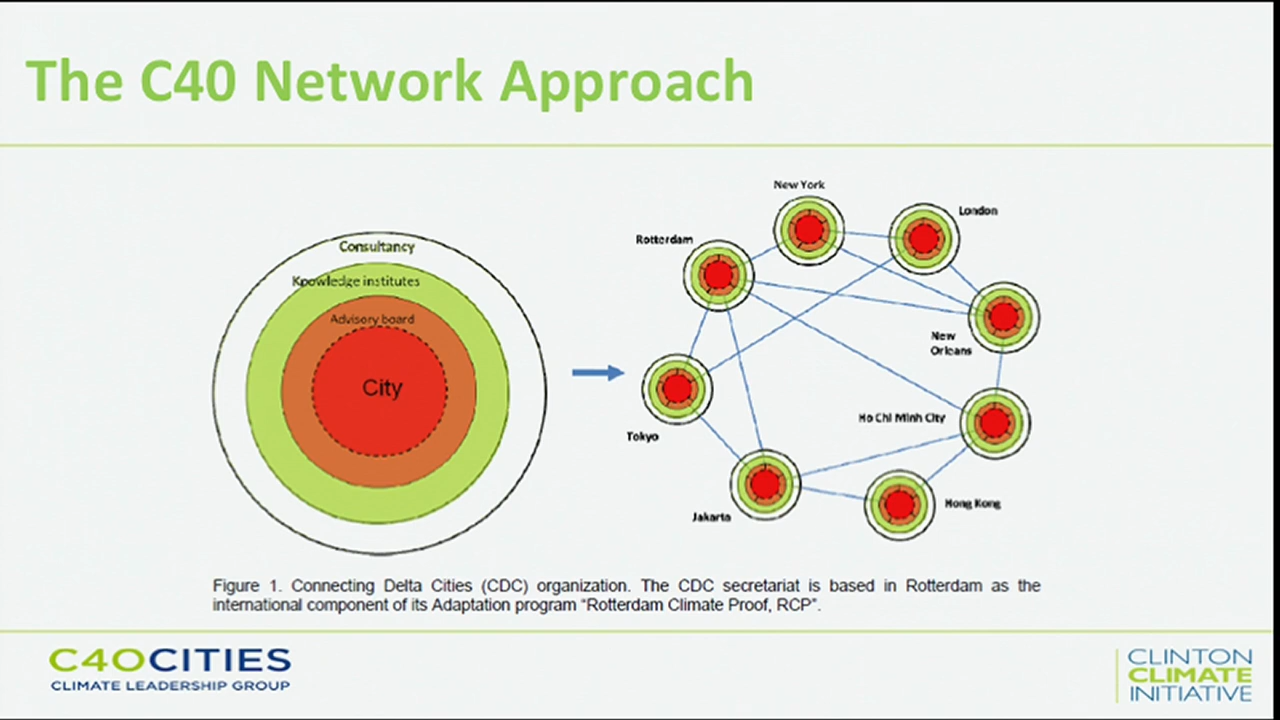 The C40 Network Approach
Consultancy
Knowledge institutes
Advisory board
City
New York
London
Rotterdam
New
Orleans
Ho Chi Minh City
Tokyo
Hong Kong
Jakarta
Figure 1. Connecting Delta Cities (CDC) organization. The CDC secretariat is based in Rotterdam as the
international component of its Adaptation program “Rotterdam Climate Proof, RCP”.
C40CITIES
CLIMATE LEADERSHIP GROUP
CLINTON
CLIMATE
INITIATIVE